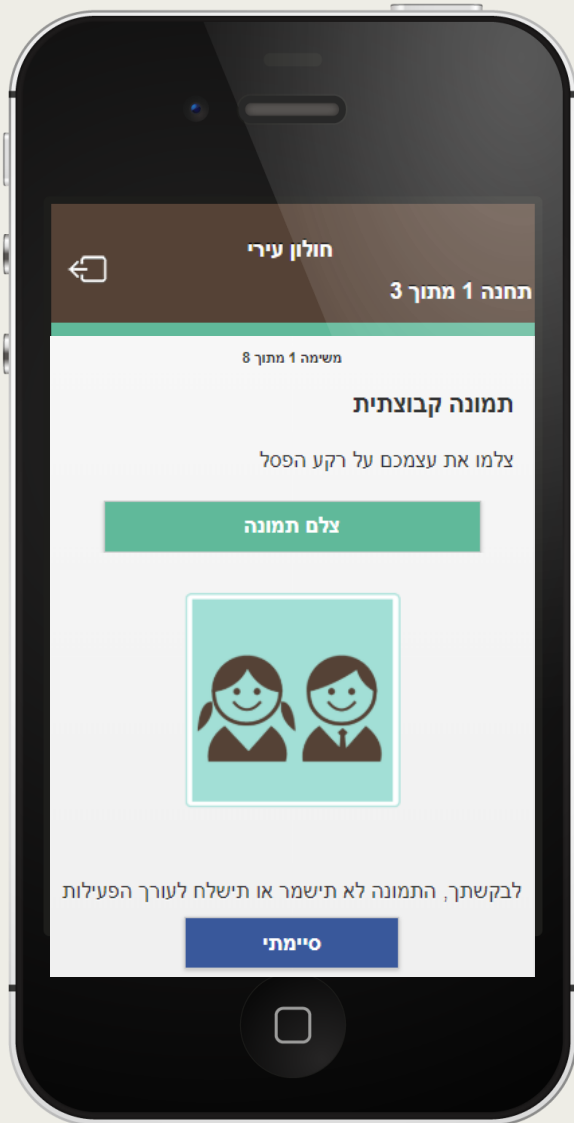 חולון עירי
תחנה 1 מתוך 3
משימה 1 מתוך 8
תמונה קבוצתית
צלמו את עצמכם על רקע הפסל
צלם תמונה
לבקשתך, התמונה לא תישמר או תישלח לעורך הפעילות
סיימתי